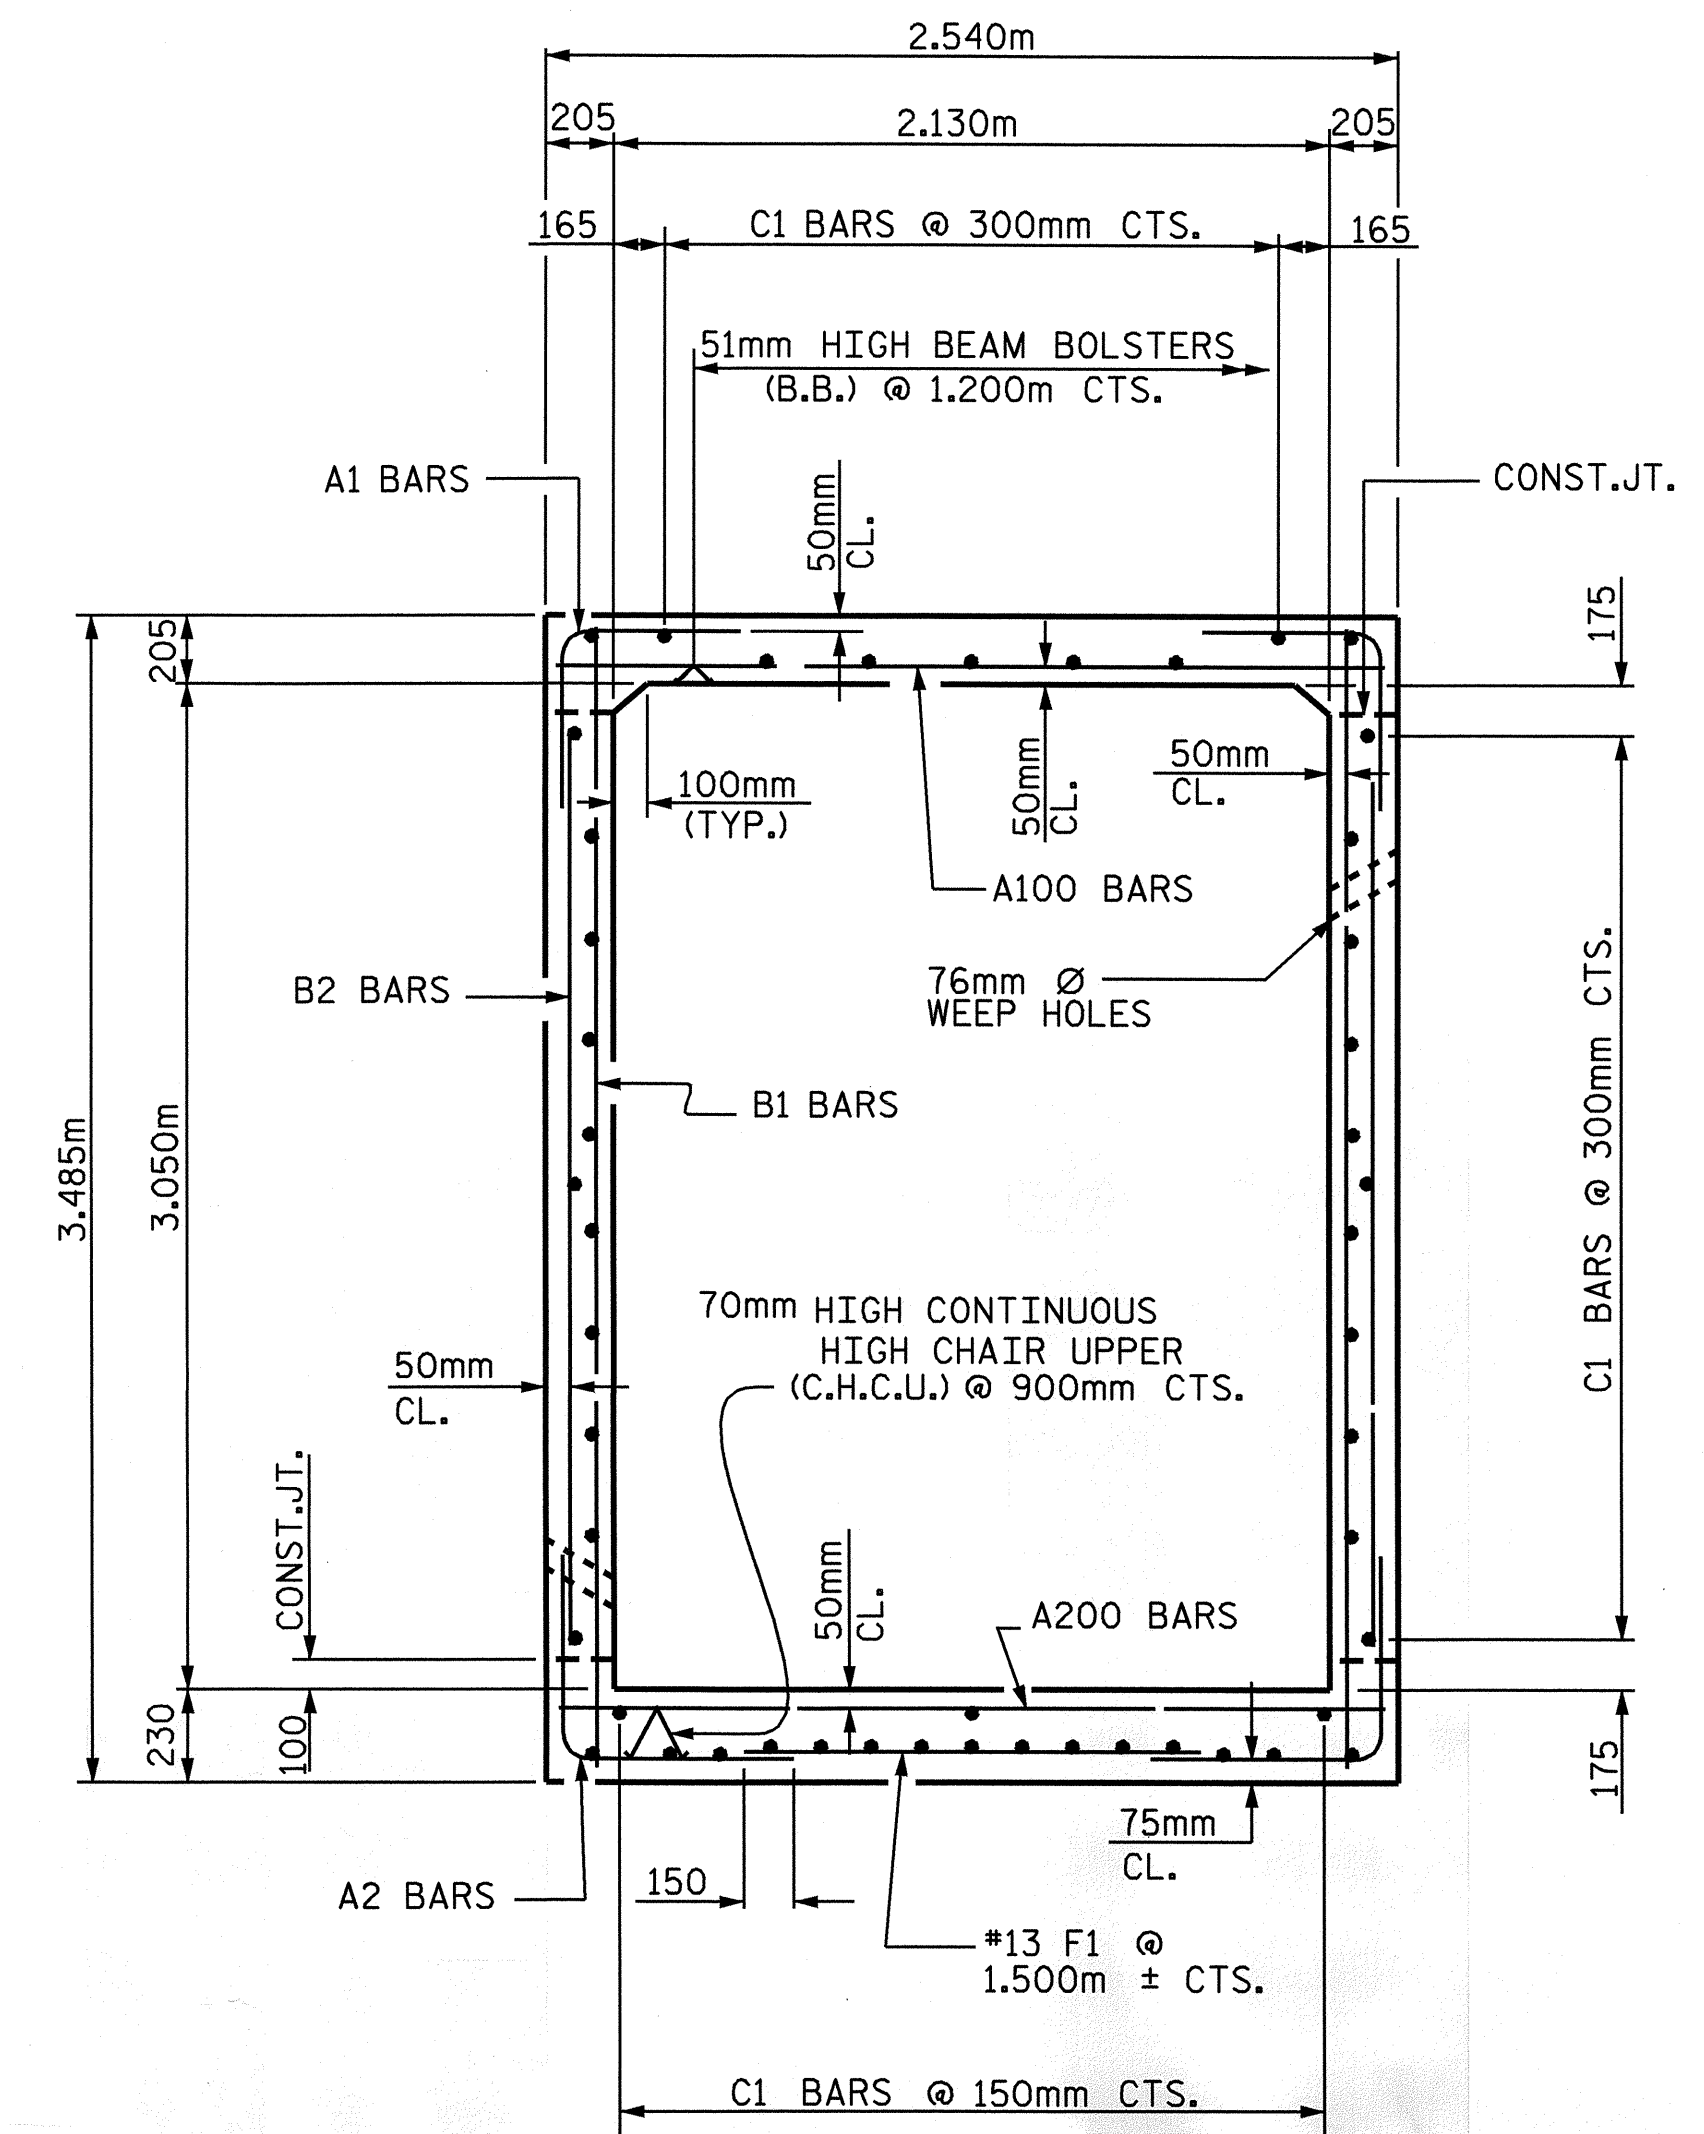 2.540m
205
2.130m
205
165
C1 BARS @ 300mm CTS.
165
51mm HIGH BEAM BOLSTERS
(B.B.) @ 1.200m CTS.
A1 BARS
CONST.JT.
50mm
CL.
205
175
50mm
CL.
100mm
(TYP.)
50mm
CL.
A100 BARS
76mm Ø
WEEP HOLES
B2 BARS
B1 BARS
3.485m
3.050m
C1 BARS @ 300mm CTS.
70mm HIGH CONTINUOUS
HIGH CHAIR UPPER
(C.H.C.U.) @ 900mm CTS.
50mm
CL.
CONST.JT.
50mm
CL.
A200 BARS
230
100
175
75mm
CL.
A2 BARS
150
#13 F1 @
1.500m ± CTS.
C1 BARS @ 150mm CTS.